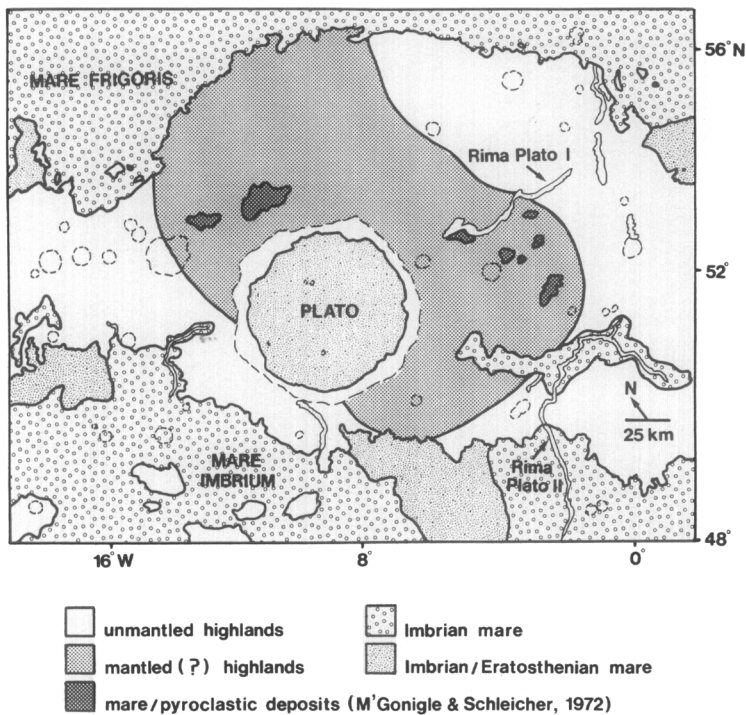 56°N
MARE FRIGORIS
Rima Plato I
52°
PLATO
N
25 km
MARE
IMBRIUM
Rima
Plato II
48°
16°W
8°
0°
unmantled highlands
Imbrian mare
mantled (?) highlands
Imbrian/Eratosthenian mare
mare/pyroclastic deposits (M'Gonigle & Schleicher, 1972)